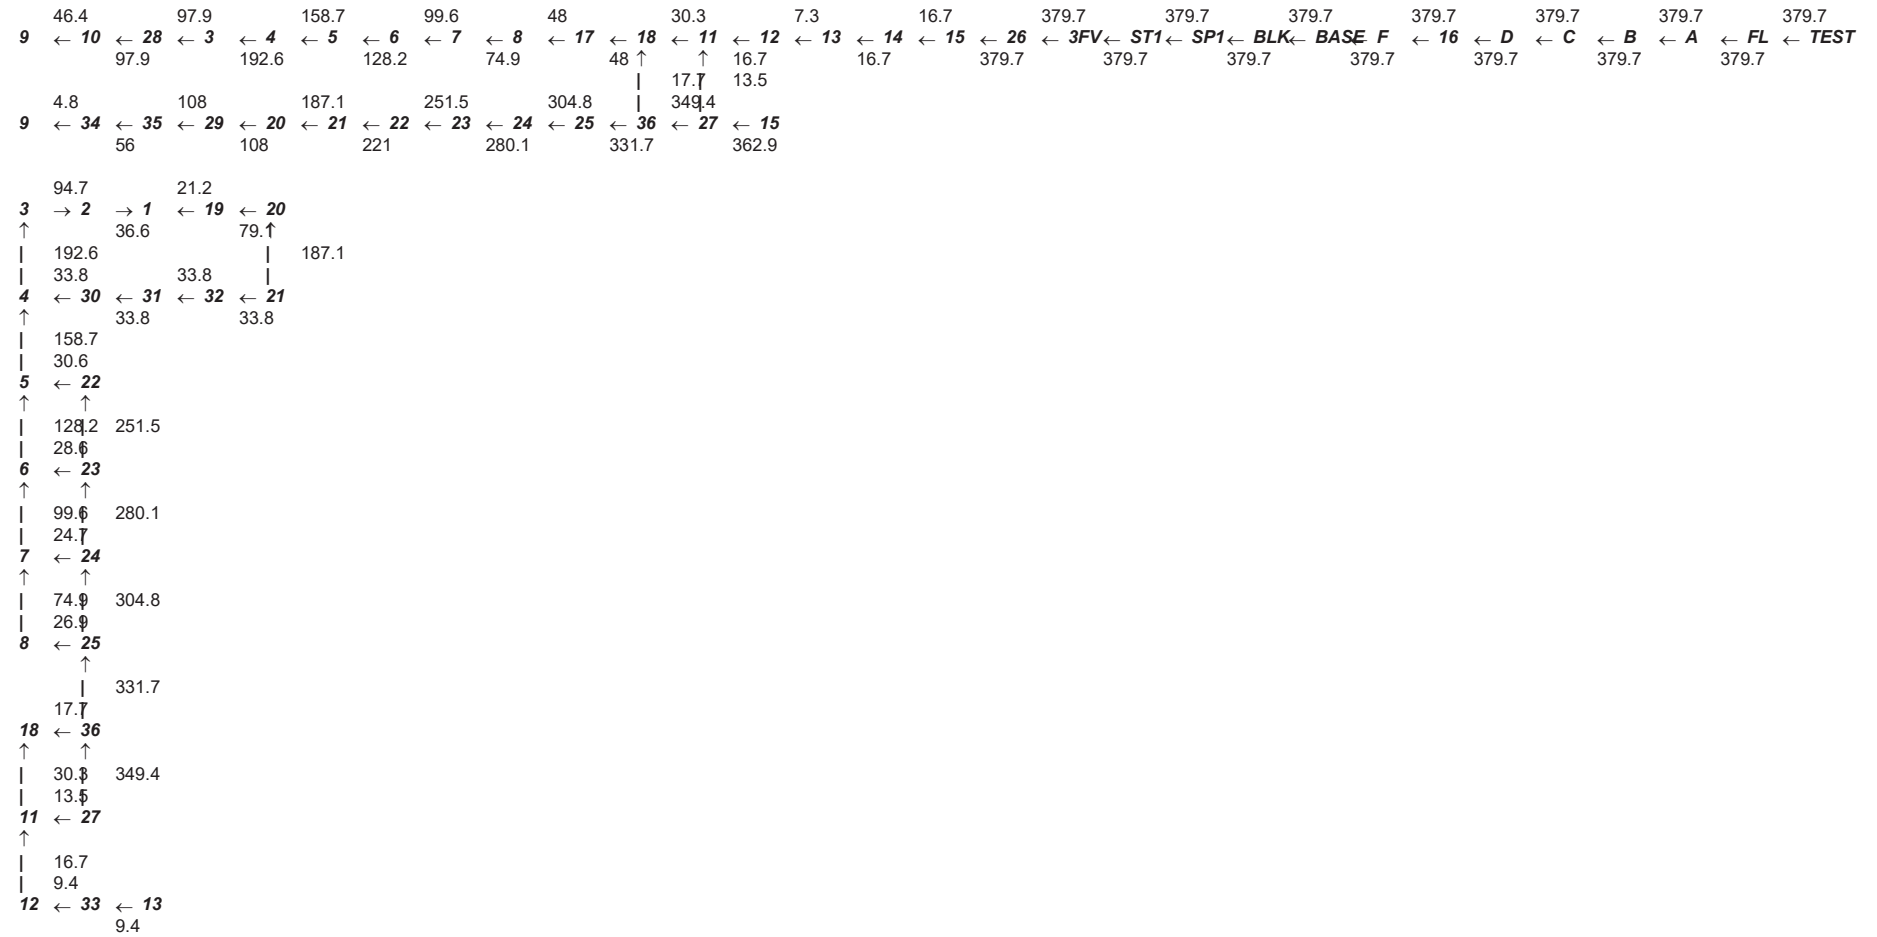 46.4 97.9 158.7 99.6 48 30.3 7.3 16.7 379.7 379.7 379.7 379.7 379.7 379.7 379.7
9 ← 10 ← 28 ← 3 ← 4 ← 5 ← 6 ← 7 ← 8 ← 17 ← 18 ← 11 ← 12 ← 13 ← 14 ← 15 ← 26 ← 3FV ← ST1 ← SP1 ← BLK ← BASE ← F ← 16 ← D ← C ← B ← A ← FL ← TEST
97.9 192.6 128.2 74.9 48 ↑ ↑ 16.7 16.7 379.7 379.7 379.7 379.7 379.7 379.7 379.7
| 17.7 | 13.5
4.8 108 187.1 251.5 304.8 | 349.4 |
9 ← 34 ← 35 ← 29 ← 20 ← 21 ← 22 ← 23 ← 24 ← 25 ← 36 ← 27 ← 15
56 108 221 280.1 331.7 362.9
94.7 21.2
3 → 2 → 1 ← 19 ← 20
↑ 36.6 79.1 ↑
| 192.6 | 187.1
| 33.8 33.8 |
4 ← 30 ← 31 ← 32 ← 21
↑ 33.8 33.8
| 158.7
| 30.6
5 ← 22
↑ ↑
| 128.2 | 251.5
| 28.6 |
6 ← 23
↑ ↑
| 99.6 | 280.1
| 24.7 |
7 ← 24
↑ ↑
| 74.9 | 304.8
| 26.9 |
8 ← 25
↑
| 331.7
17.7 |
18 ← 36
↑ ↑
| 30.3 | 349.4
| 13.5 |
11 ← 27
↑
| 16.7
| 9.4
12 ← 33 ← 13
9.4